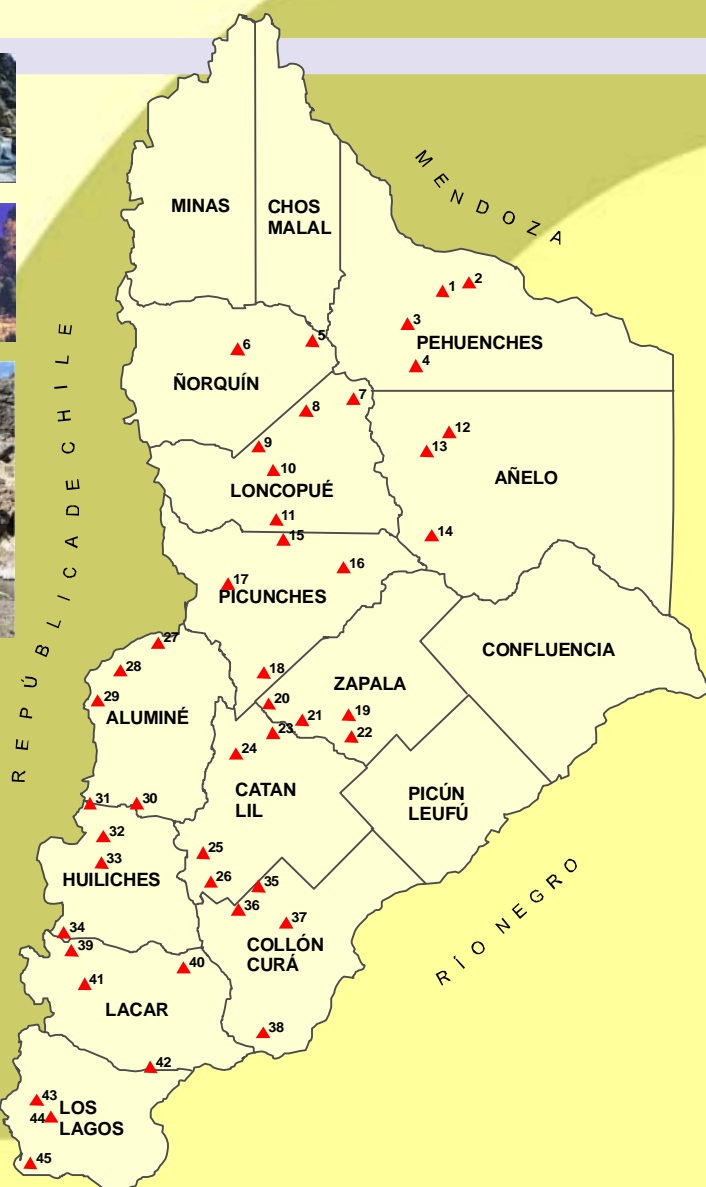 MENDOZA
MINAS
CHOS
MALAL
1
2
3
PEHUENCHES
4
5
6
ÑORQUÍN
7
8
9
10
LONCOPUÉ
11
12
13
AÑELO
14
15
16
17
PICUNCHES
REPÚBLICA DE CHILE
CONFLUENCIA
18
ZAPALA
19
20
21
22
23
24
CATAN
LIL
PICÚN
LEUFÚ
25
26
27
28
29
ALUMINÉ
30
31
32
33
HUILICHES
34
35
36
37
COLLÓN
CURÁ
38
RÍO NEGRO
39
40
41
LACAR
42
43
44
LOS
LAGOS
45